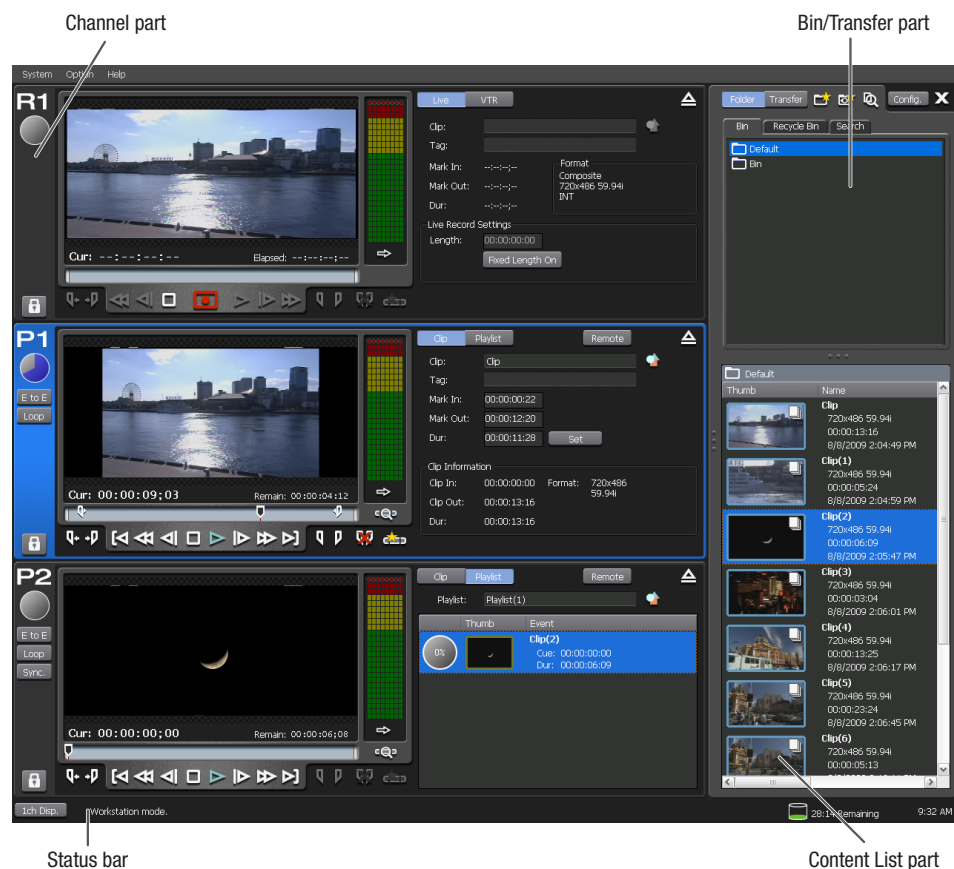 Channel part
Bin/Transfer part
System Option Help
R1
Cur: --:--:--:--
Elapsed: --:--:--;--
Live VTR
Clip:
Tag:
Mark In: --:--:--;--
Mark Out: --:--:--;--
Dur: --:--:--;--
Format
Composite
720x486 59.94i
INT
Live Record Settings
Length: 00:00:00:00
Fixed Length On
P1
E to E
Loop
Cur: 00:00:09;03
Remain: 00:00:04:12
Clip Playlist Remote
Clip: Clip
Tag:
Mark In: 00:00:00:22
Mark Out: 00:00:12:20
Dur: 00:00:11:28 Set
Clip Information
Clip In: 00:00:00:00 Format: 720x486
59.94i
Clip Out: 00:00:13:16
Dur: 00:00:13:16
P2
E to E
Loop
Sync.
Cur: 00:00:00;00
Remain: 00:00:06;08
Clip Playlist Remote
Playlist: Playlist(1)
Thumb Event
0%
Clip(2)
Cue: 00:00:00:00
Dur: 00:00:06:09
Folder Transfer Config. X
Bin Recycle Bin Search
Default
Bin
Default
Thumb Name
Clip
720x486 59.94i
00:00:13:16
8/8/2009 2:04:49 PM
Clip(1)
720x486 59.94i
00:00:05:24
8/8/2009 2:04:59 PM
Clip(2)
720x486 59.94i
00:00:06:09
8/8/2009 2:05:47 PM
Clip(3)
720x486 59.94i
00:00:03:04
8/8/2009 2:06:01 PM
Clip(4)
720x486 59.94i
00:00:13:25
8/8/2009 2:06:17 PM
Clip(5)
720x486 59.94i
00:00:23:24
8/8/2009 2:06:45 PM
Clip(6)
720x486 59.94i
00:00:05:13
1ch Disp. Workstation mode.
28:14 Remaining 9:32 AM
Status bar
Content List part